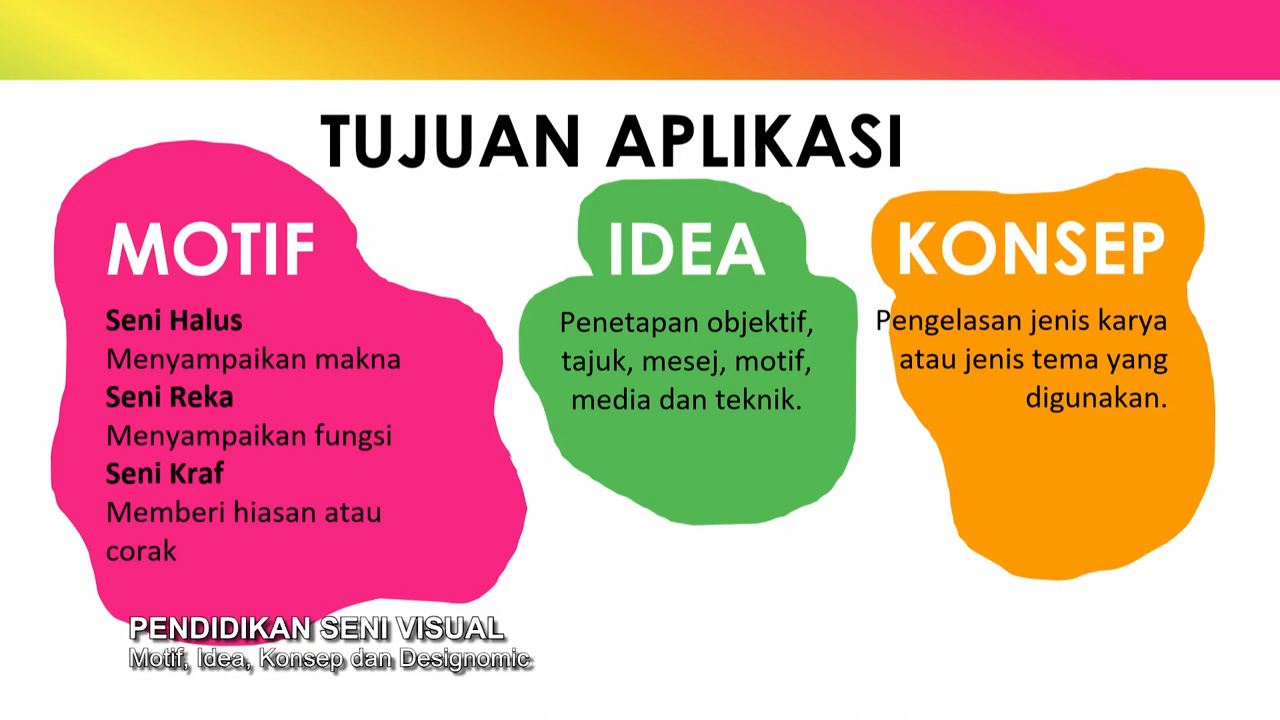 TUJUAN APLIKASI
MOTIF
Seni Halus
Menyampaikan makna
Seni Reka
Menyampaikan fungsi
Seni Kraf
Memberi hiasan atau
corak
IDEA
Penetapan objektif,
tajuk, mesej, motif,
media dan teknik.
KONSEP
Pengelasan jenis karya
atau jenis tema yang
digunakan.
PENDIDIKAN SENI VISUAL
Motif, Idea, Konsep dan Designomic